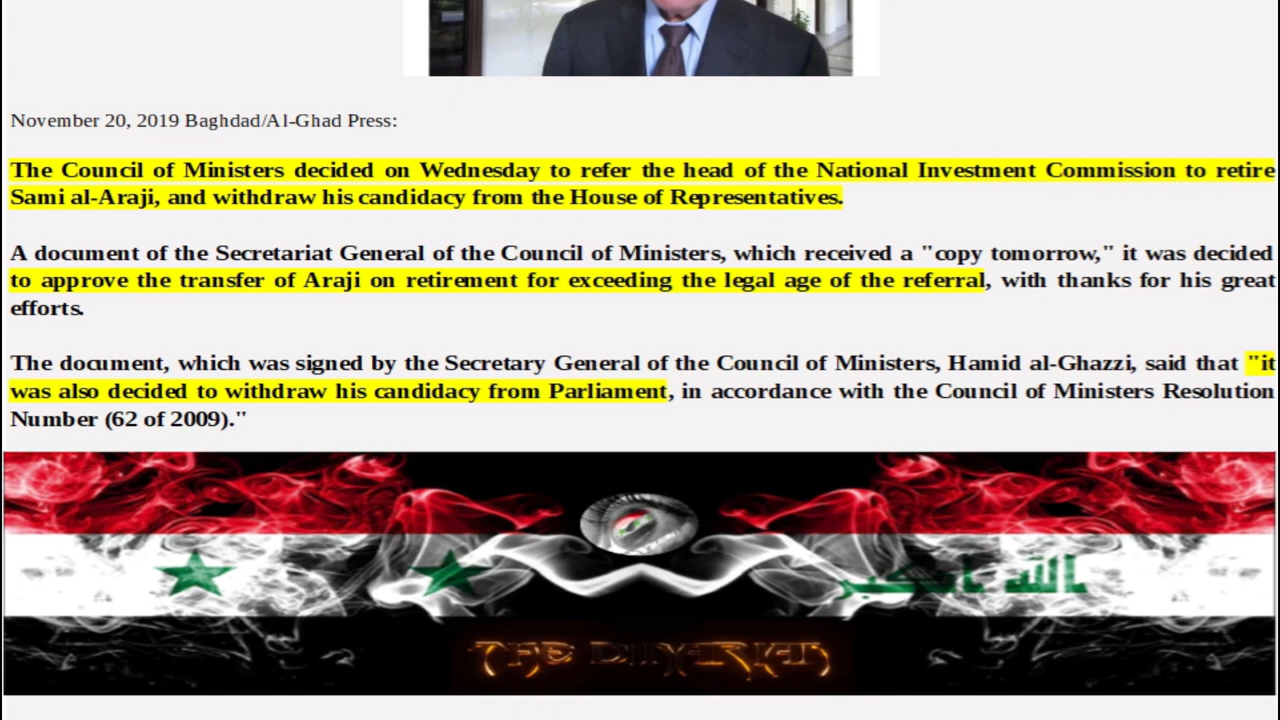 November 20, 2019 Baghdad/Al-Ghad Press:
The Council of Ministers decided on Wednesday to refer the head of the National Investment Commission to retire
Sami al-Araji, and withdraw his candidacy from the House of Representatives.
A document of the Secretariat General of the Council of Ministers, which received a "copy tomorrow," it was decided
to approve the transfer of Araji on retirement for exceeding the legal age of the referral, with thanks for his great
efforts.
The document, which was signed by the Secretary General of the Council of Ministers, Hamid al-Ghazzi, said that "it
was also decided to withdraw his candidacy from Parliament, in accordance with the Council of Ministers Resolution
Number (62 of 2009)."
الله اكبر
THE DINARIAN